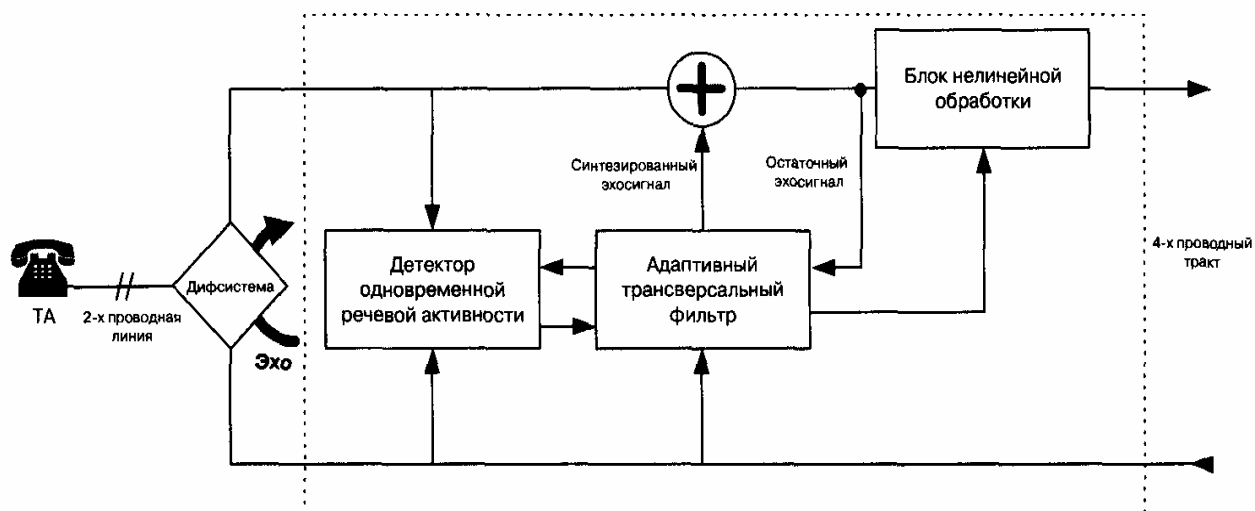 Блок нелинейной
обработки
Синтезированный
эхосигнал
Остаточный
эхосигнал
4-х проводный
тракт
Детектор
одновременной
речевой активности
Адаптивный
трансверсальный
фильтр
Дифсистема
ТА
2-х проводная
линия
Эхо